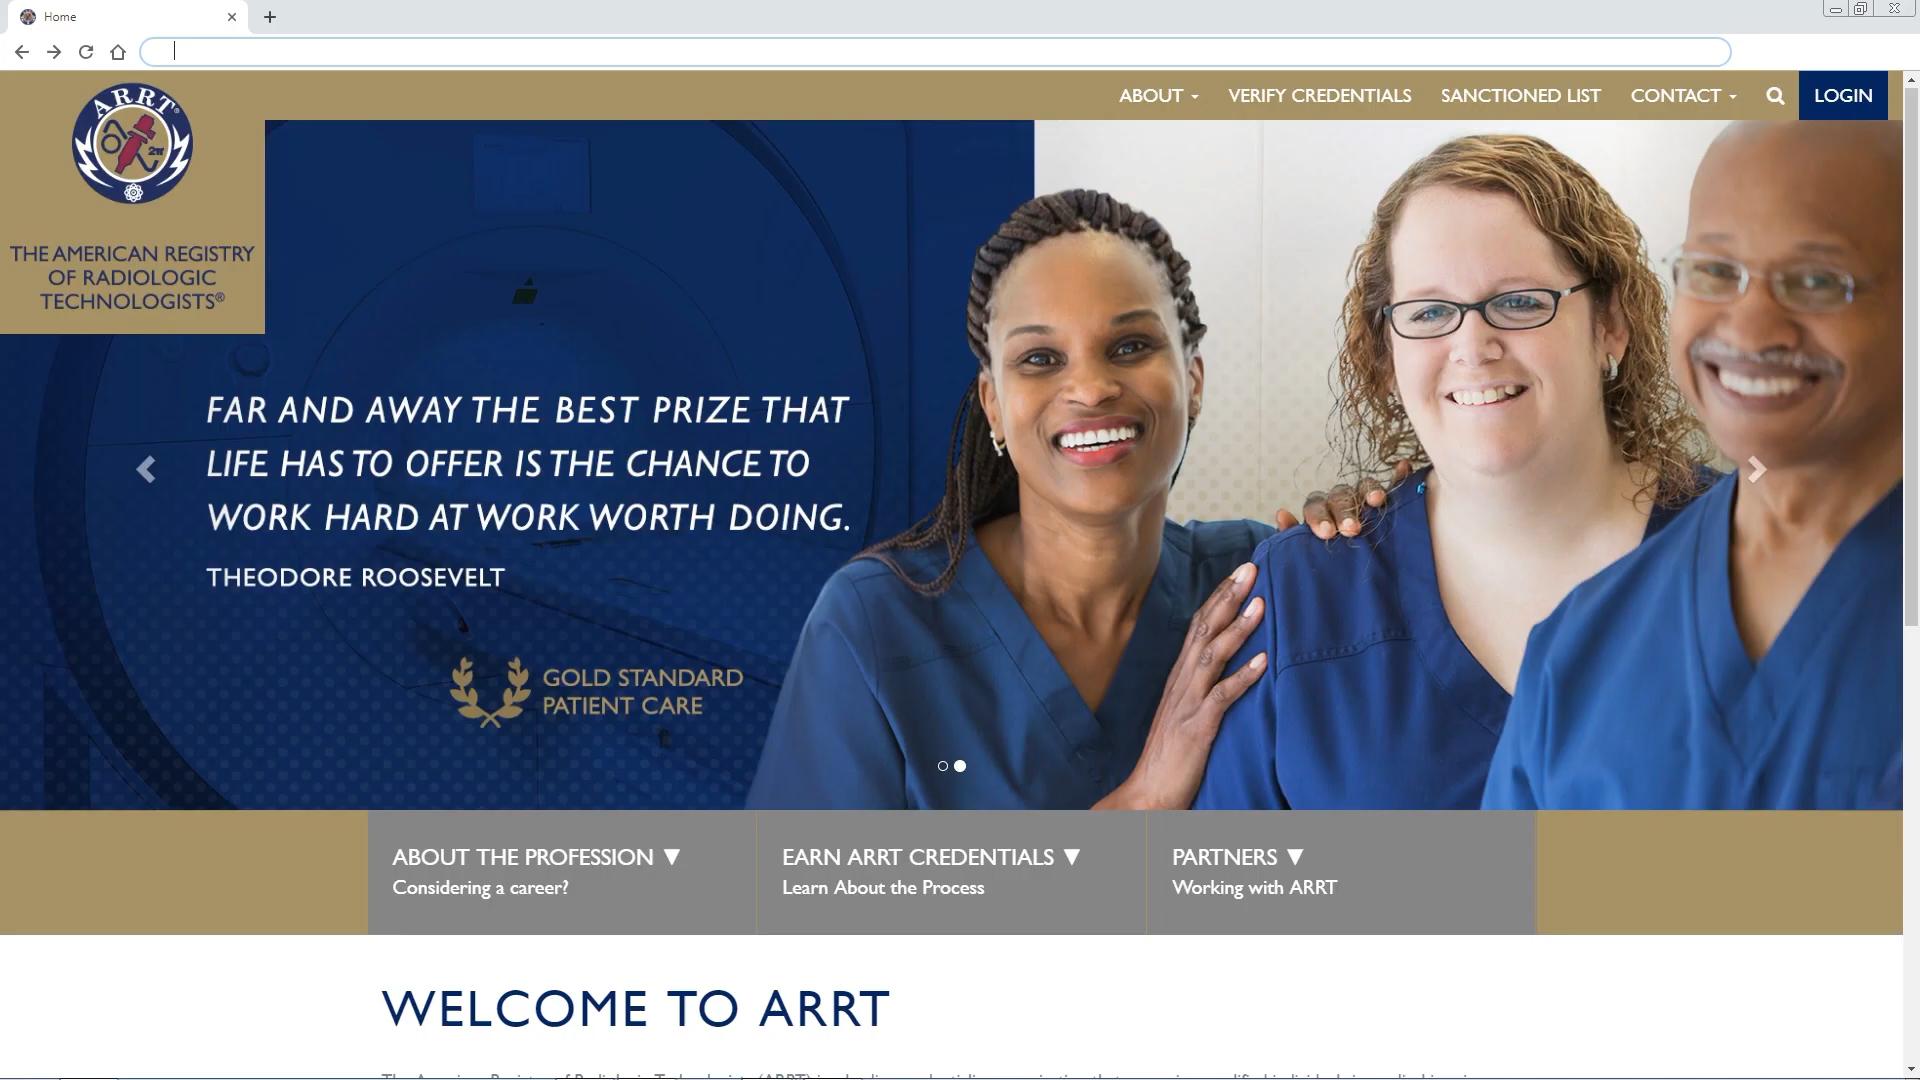 Home
ABOUT
VERIFY CREDENTIALS
SANCTIONED LIST
CONTACT
LOGIN
ARRT®
2π
THE AMERICAN REGISTRY
OF RADIOLOGIC
TECHNOLOGISTS®
FAR AND AWAY THE BEST PRIZE THAT
LIFE HAS TO OFFER IS THE CHANCE TO
WORK HARD AT WORK WORTH DOING.
THEODORE ROOSEVELT
GOLD STANDARD
PATIENT CARE
ABOUT THE PROFESSION ▼
Considering a career?
EARN ARRT CREDENTIALS ▼
Learn About the Process
PARTNERS ▼
Working with ARRT
WELCOME TO ARRT